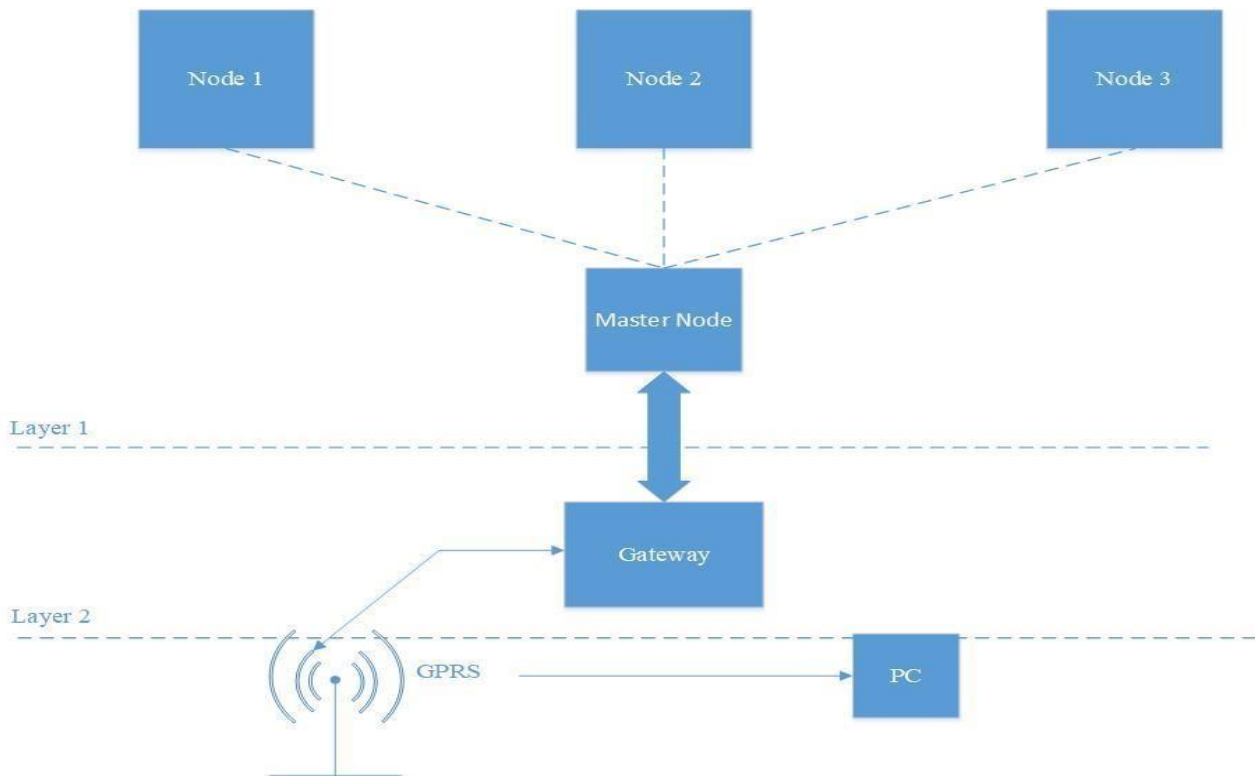 Node 1
Node 2
Node 3
Master Node
Layer 1
Gateway
Layer 2
GPRS
PC